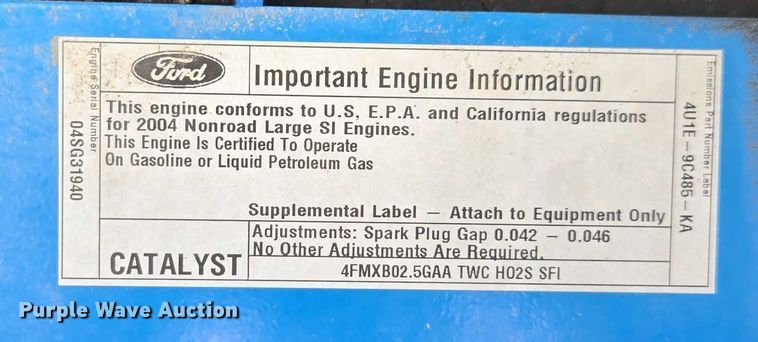 Ford
Important Engine Information
Engine Serial Number
04SG31940
This engine conforms to U.S, E.P.A. and California regulations
for 2004 Nonroad Large SI Engines.
This Engine Is Certified To Operate
On Gasoline or Liquid Petroleum Gas
Supplemental Label – Attach to Equipment Only
CATALYST
Adjustments: Spark Plug Gap 0.042 – 0.046
No Other Adjustments Are Required.
4FMXB02.5GAA TWC HO2S SFI
Emissions Part Number Label
4U1E-9C485-KA
Purple Wave Auction